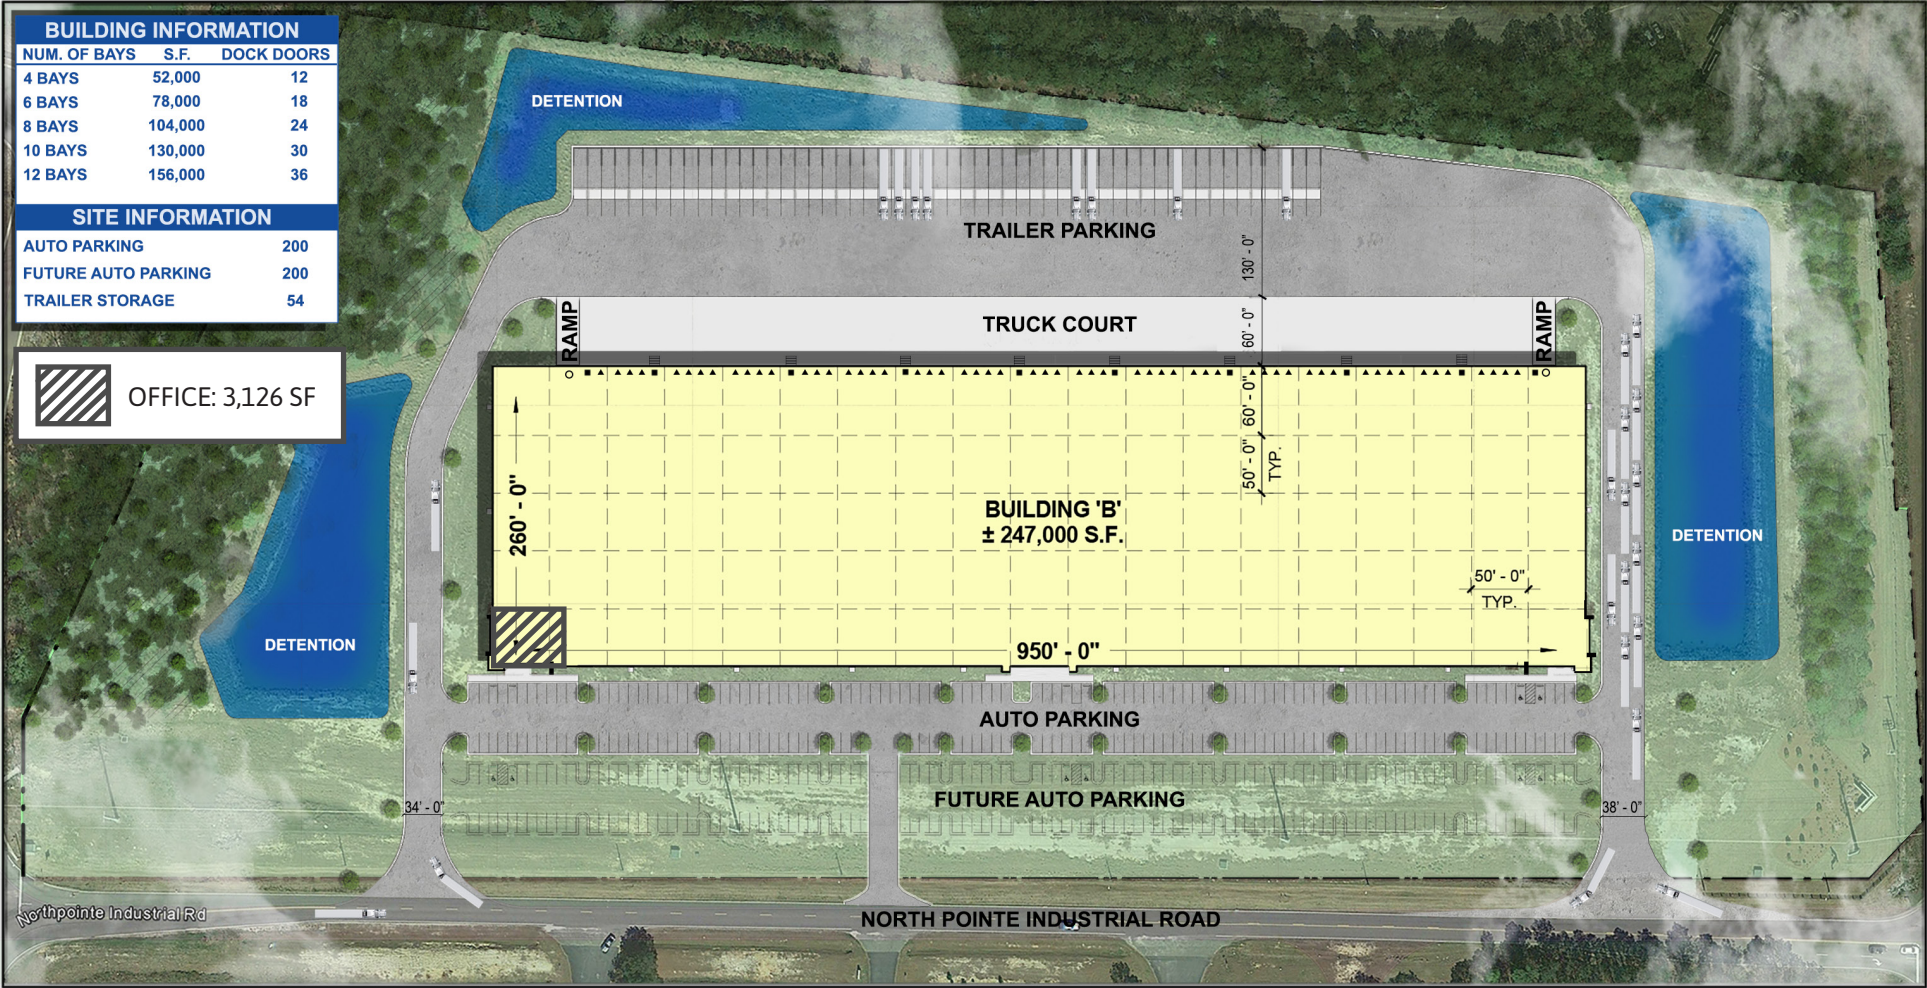 BUILDING INFORMATION
NUM. OF BAYS S.F. DOCK DOORS
4 BAYS 52,000 12
6 BAYS 78,000 18
8 BAYS 104,000 24
10 BAYS 130,000 30
12 BAYS 156,000 36
SITE INFORMATION
AUTO PARKING 200
FUTURE AUTO PARKING 200
TRAILER STORAGE 54
OFFICE: 3,126 SF
DETENTION
TRAILER PARKING
130' - 0"
RAMP
TRUCK COURT
60' - 0"
RAMP
60' - 0"
50' - 0"
TYP.
260' - 0"
BUILDING 'B'
± 247,000 S.F.
DETENTION
50' - 0"
TYP.
DETENTION
950' - 0"
AUTO PARKING
FUTURE AUTO PARKING
34' - 0"
38' - 0"
Northpointe Industrial Rd
NORTH POINTE INDUSTRIAL ROAD